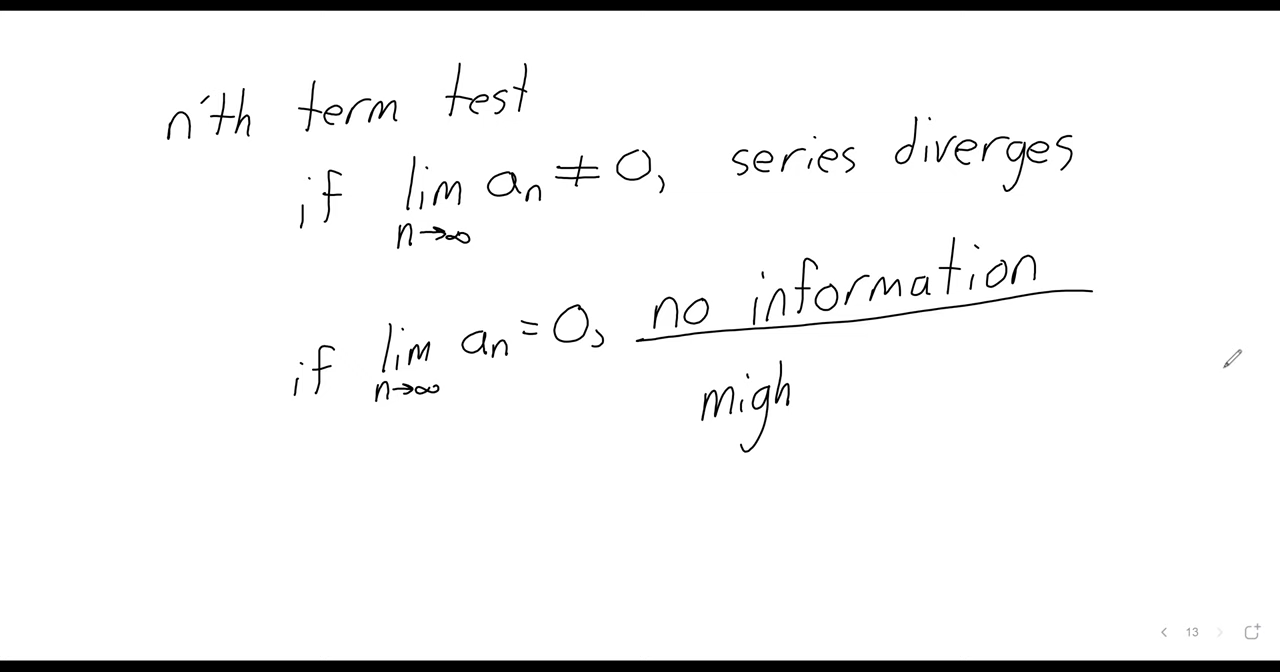 n'th term test
if lim aₙ ≠ 0, series diverges
n→∞
if lim aₙ = 0, no information
n→∞
migh
13